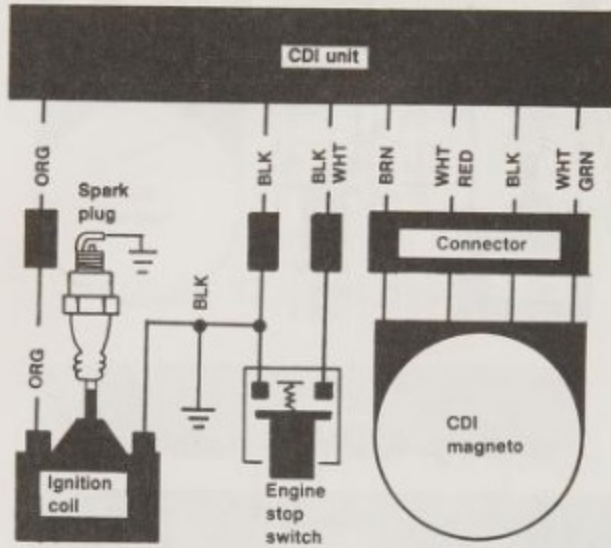 CDI unit
ORG
BLK
BLK
WHT
BRN
WHT
RED
BLK
WHT
GRN
Spark
plug
Connector
BLK
ORG
CDI
magneto
Ignition
coil
Engine
stop
switch